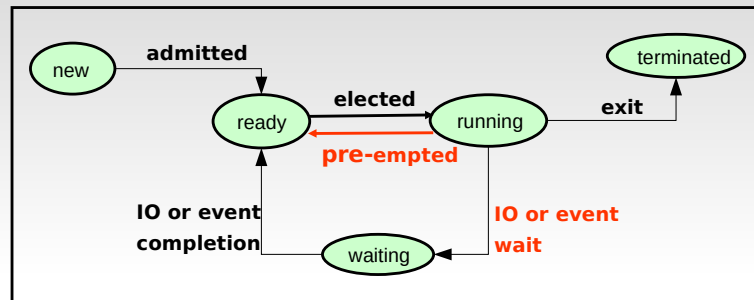 new
admitted
terminated
ready
elected
running
exit
pre-empted
IO or event
completion
IO or event
wait
waiting